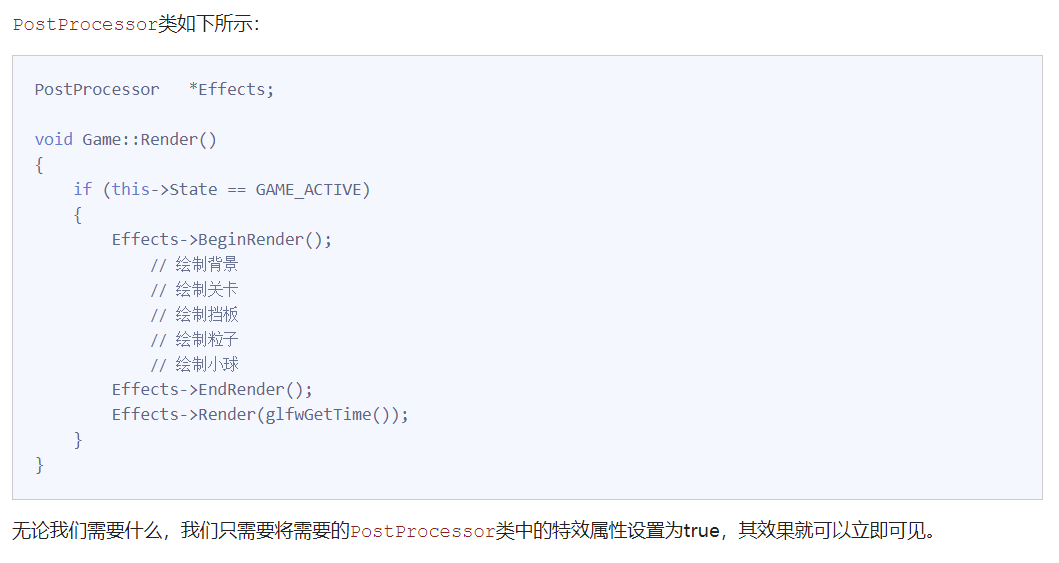 PostProcessor类如下所示：
PostProcessor   *Effects;
void Game::Render()
{
    if (this->State == GAME_ACTIVE)
    {
        Effects->BeginRender();
            // 绘制背景
            // 绘制关卡
            // 绘制挡板
            // 绘制粒子
            // 绘制小球
        Effects->EndRender();
        Effects->Render(glfwGetTime());
    }
}
无论我们需要什么，我们只需要将需要的PostProcessor类中的特效属性设置为true，其效果就可以立即可见。